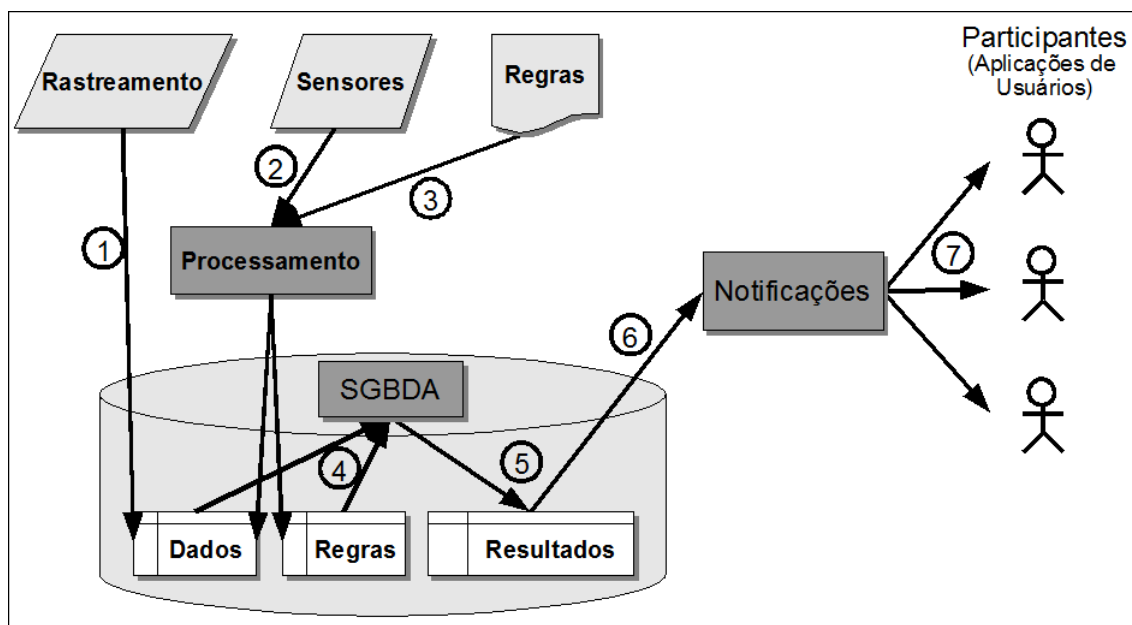 Participantes
(Aplicações de
Usuários)
Rastreamento
Sensores
Regras
2
3
1
Processamento
7
Notificações
6
SGBDA
4
5
Dados
Regras
Resultados